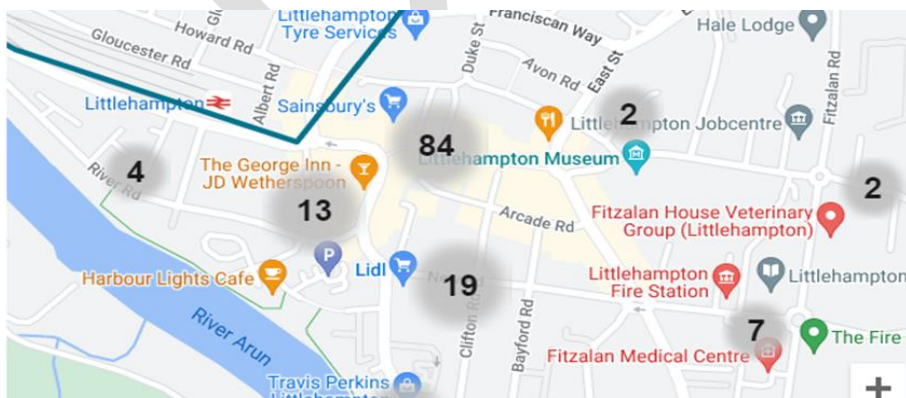 Littlehampton
Tyre Services
Franciscan Way
Hale Lodge
Howard Rd
Gloucester Rd
Albert Rd
Duke St
Avon Rd
East St
Fitzalan Rd
Littlehampton
Sainsbury's
84
2
Littlehampton Jobcentre
Littlehampton Museum
4
River Rd
The George Inn -
JD Wetherspoon
13
2
Arcade Rd
Fitzalan House Veterinary
Group (Littlehampton)
P
Lidl
Harbour Lights Cafe
19
Clifton Rd
Bayford Rd
Littlehampton
Fire Station
Littlehampton
River Arun
7
The Fire
Fitzalan Medical Centre
Travis Perkins
Littlehampton
+